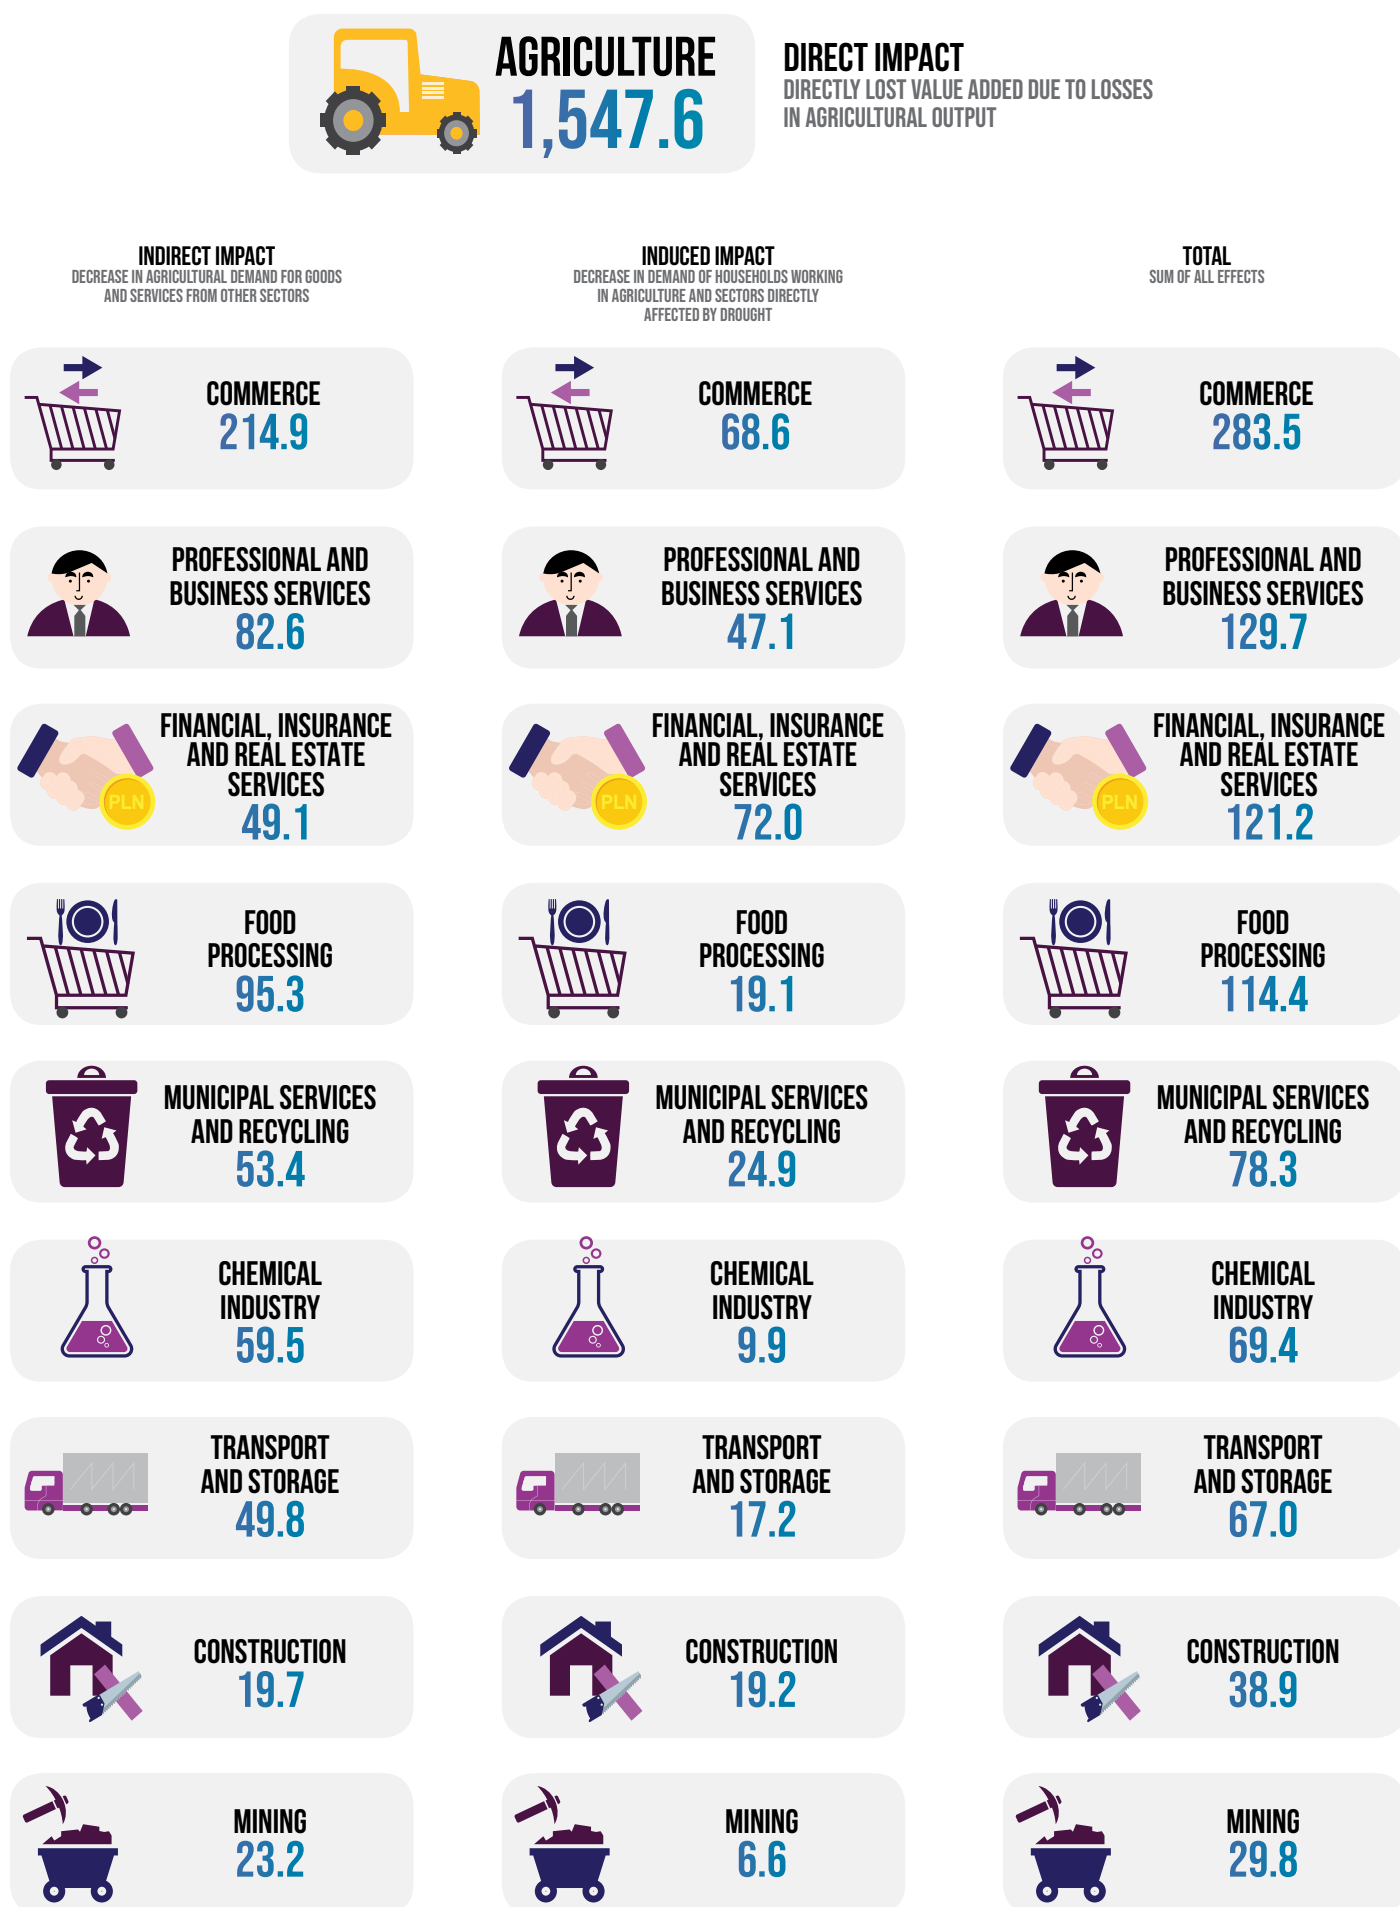 AGRICULTURE
1,547.6
DIRECT IMPACT
DIRECTLY LOST VALUE ADDED DUE TO LOSSES
IN AGRICULTURAL OUTPUT
INDIRECT IMPACT
DECREASE IN AGRICULTURAL DEMAND FOR GOODS
AND SERVICES FROM OTHER SECTORS
INDUCED IMPACT
DECREASE IN DEMAND OF HOUSEHOLDS WORKING
IN AGRICULTURE AND SECTORS DIRECTLY
AFFECTED BY DROUGHT
TOTAL
SUM OF ALL EFFECTS
COMMERCE
214.9
COMMERCE
68.6
COMMERCE
283.5
PROFESSIONAL AND
BUSINESS SERVICES
82.6
PROFESSIONAL AND
BUSINESS SERVICES
47.1
PROFESSIONAL AND
BUSINESS SERVICES
129.7
FINANCIAL, INSURANCE
AND REAL ESTATE
SERVICES
49.1
PLN
FINANCIAL, INSURANCE
AND REAL ESTATE
SERVICES
72.0
PLN
FINANCIAL, INSURANCE
AND REAL ESTATE
SERVICES
121.2
PLN
FOOD
PROCESSING
95.3
FOOD
PROCESSING
19.1
FOOD
PROCESSING
114.4
MUNICIPAL SERVICES
AND RECYCLING
53.4
MUNICIPAL SERVICES
AND RECYCLING
24.9
MUNICIPAL SERVICES
AND RECYCLING
78.3
CHEMICAL
INDUSTRY
59.5
CHEMICAL
INDUSTRY
9.9
CHEMICAL
INDUSTRY
69.4
TRANSPORT
AND STORAGE
49.8
TRANSPORT
AND STORAGE
17.2
TRANSPORT
AND STORAGE
67.0
CONSTRUCTION
19.7
CONSTRUCTION
19.2
CONSTRUCTION
38.9
MINING
23.2
MINING
6.6
MINING
29.8